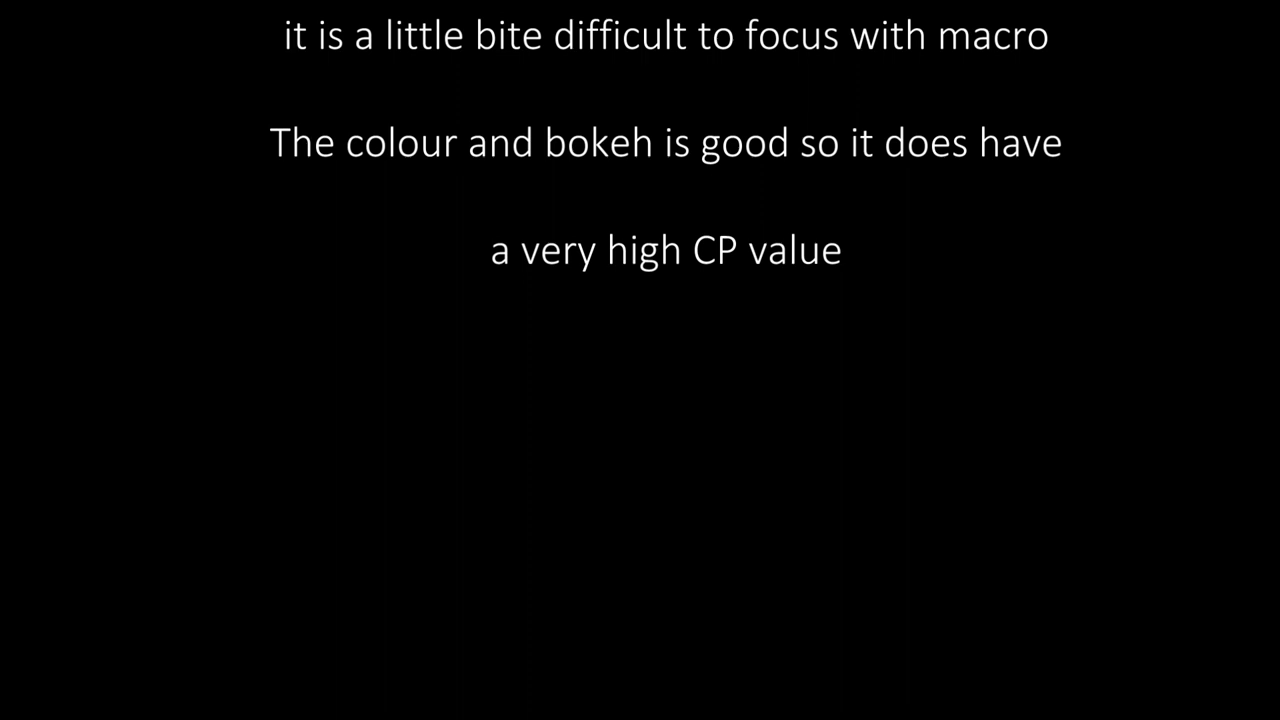 it is a little bite difficult to focus with macro
The colour and bokeh is good so it does have
a very high CP value